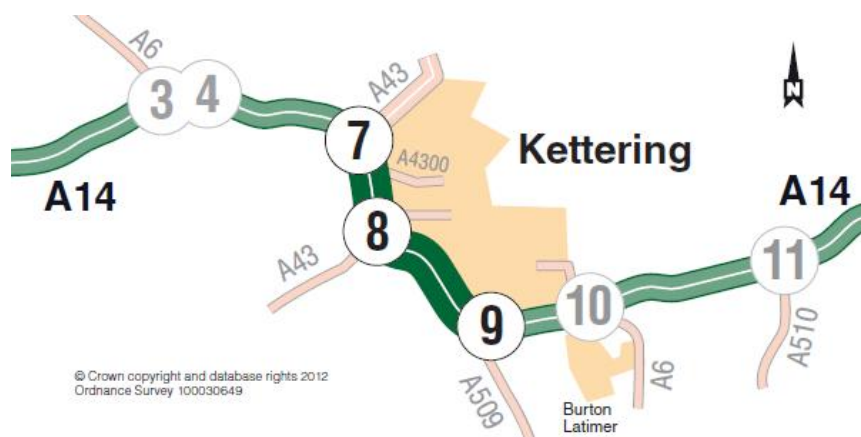 A6
3
4
A43
7
N
A4300
Kettering
A14
A14
8
A43
11
10
9
A510
A509
A6
© Crown copyright and database rights 2012
Ordnance Survey 100030649
Burton
Latimer